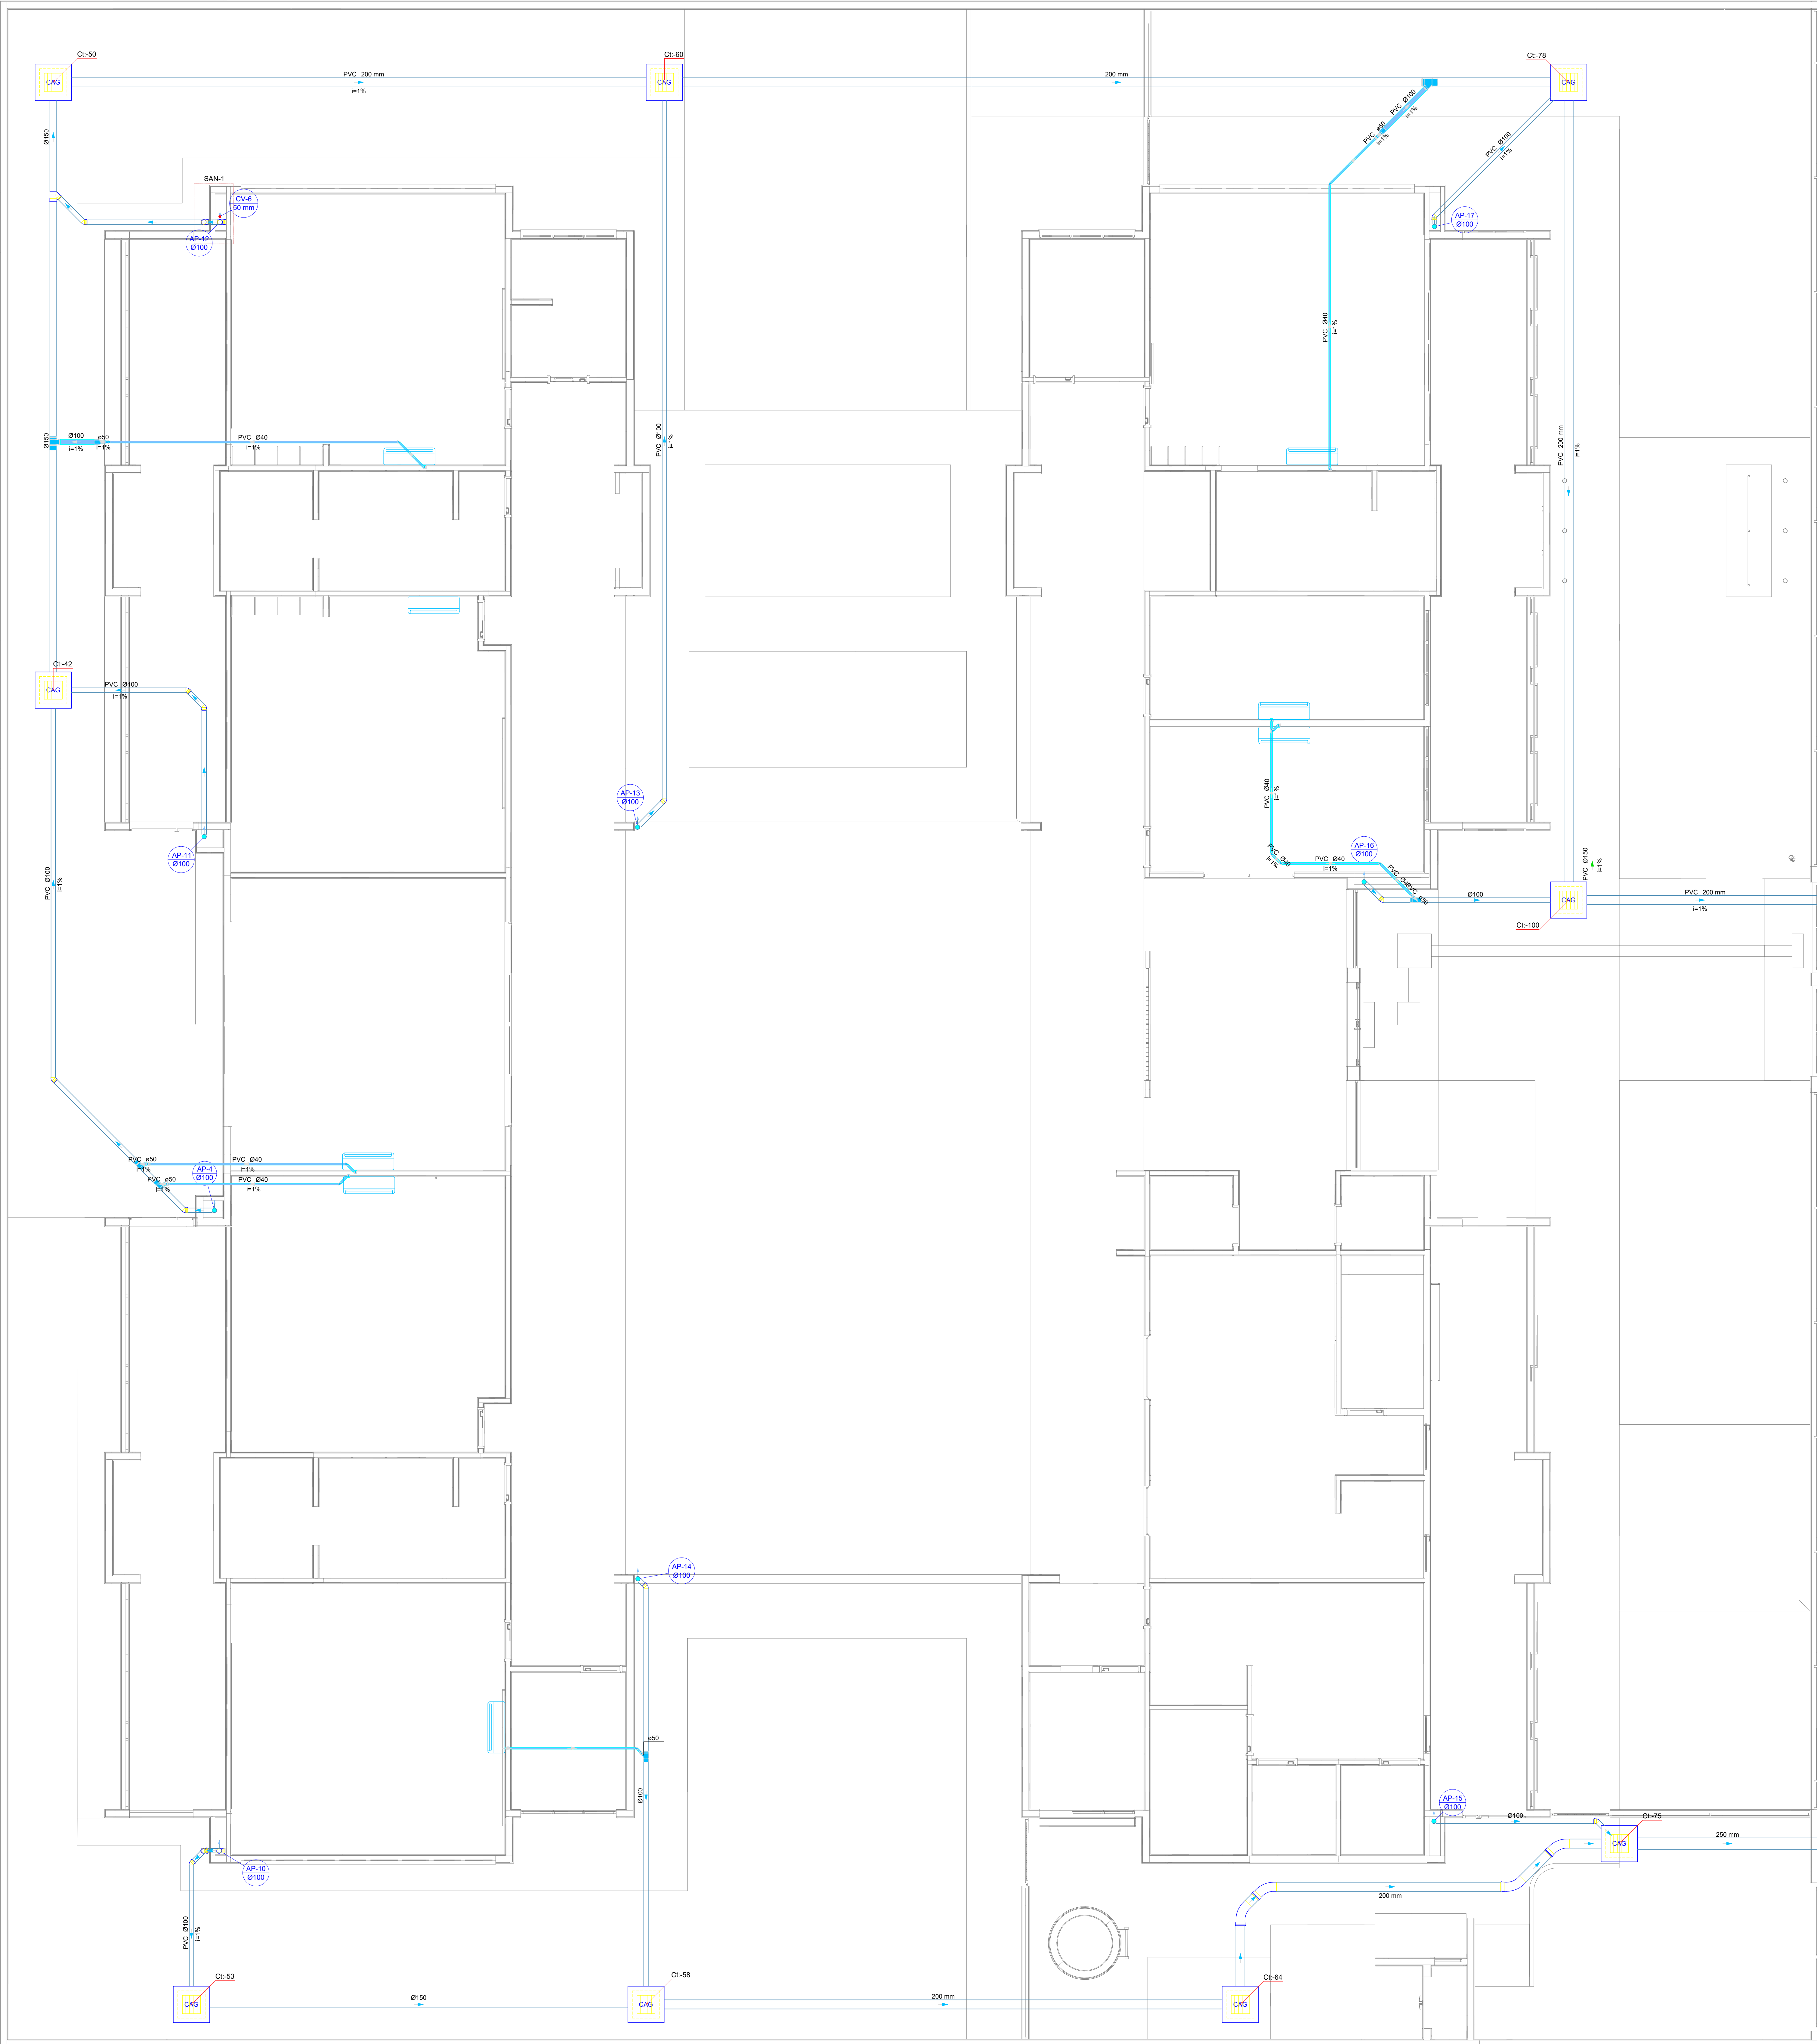 Ct:-50
Ct:-60
Ct:-78
CAG
PVC 200 mm
i=1%
CAG
200 mm
CAG
PVC Ø100
i=1%
PVC ø50
i=1%
PVC Ø100
i=1%
Ø150
SAN-1
CV-6
50 mm
AP-12
Ø100
AP-17
Ø100
PVC Ø40
i=1%
Ø150
Ø100
i=1%
ø50
i=1%
PVC Ø40
i=1%
PVC Ø100
i=1%
PVC 200 mm
i=1%
Ct:-42
CAG
PVC Ø100
i=1%
AP-11
Ø100
AP-13
Ø100
PVC Ø40
i=1%
PVC Ø40
i=1%
PVC Ø40
i=1%
AP-16
Ø100
PVC Ø40
PVC ø50
Ø100
PVC Ø150
i=1%
CAG
PVC 200 mm
i=1%
Ct:-100
PVC Ø100
i=1%
PVC ø50
i=1%
PVC Ø40
i=1%
AP-4
Ø100
PVC ø50
i=1%
PVC Ø40
i=1%
AP-14
Ø100
ø50
Ø100
AP-15
Ø100
Ø100
Ct:-75
CAG
250 mm
AP-10
Ø100
200 mm
PVC Ø100
i=1%
Ct:-53
Ct:-58
Ct:-64
CAG
Ø150
CAG
200 mm
CAG